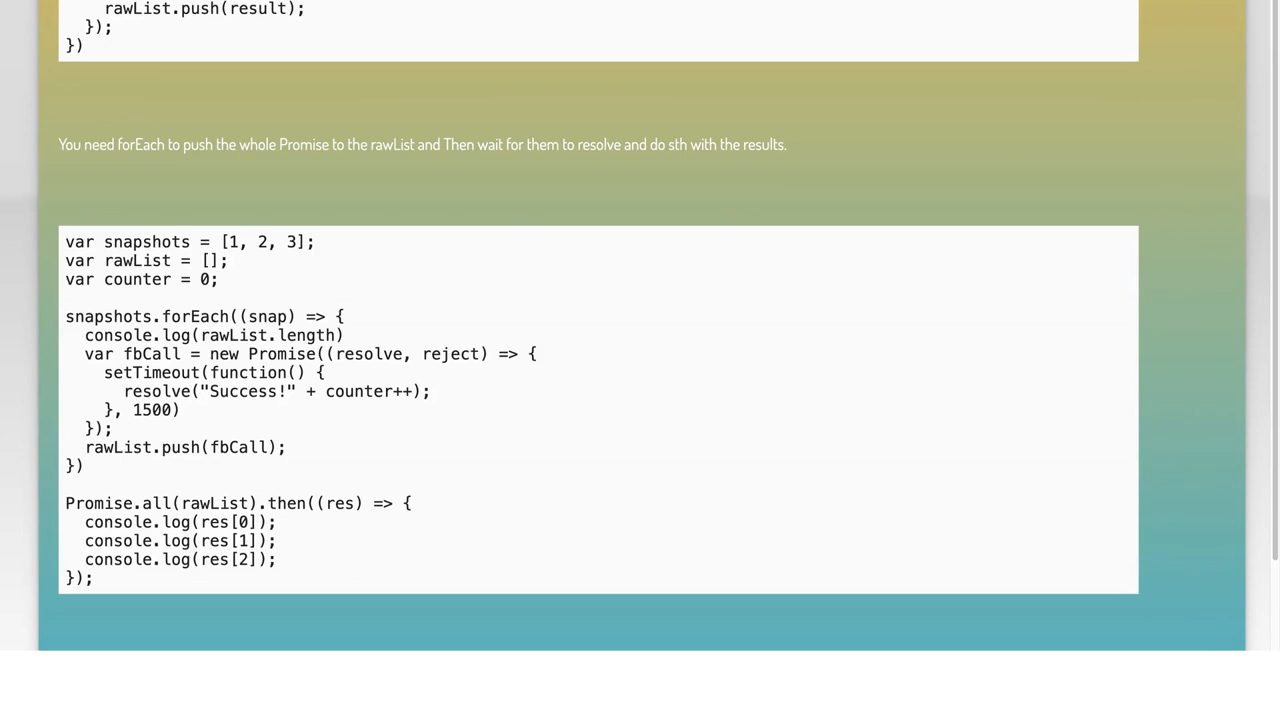 rawList.push(result);
});
})
You need forEach to push the whole Promise to the rawList and Then wait for them to resolve and do sth with the results.
var snapshots = [1, 2, 3];
var rawList = [];
var counter = 0;
snapshots.forEach((snap) => {
console.log(rawList.length)
var fbCall = new Promise((resolve, reject) => {
setTimeout(function() {
resolve("Success!" + counter++);
}, 1500)
});
rawList.push(fbCall);
})
Promise.all(rawList).then((res) => {
console.log(res[0]);
console.log(res[1]);
console.log(res[2]);
});